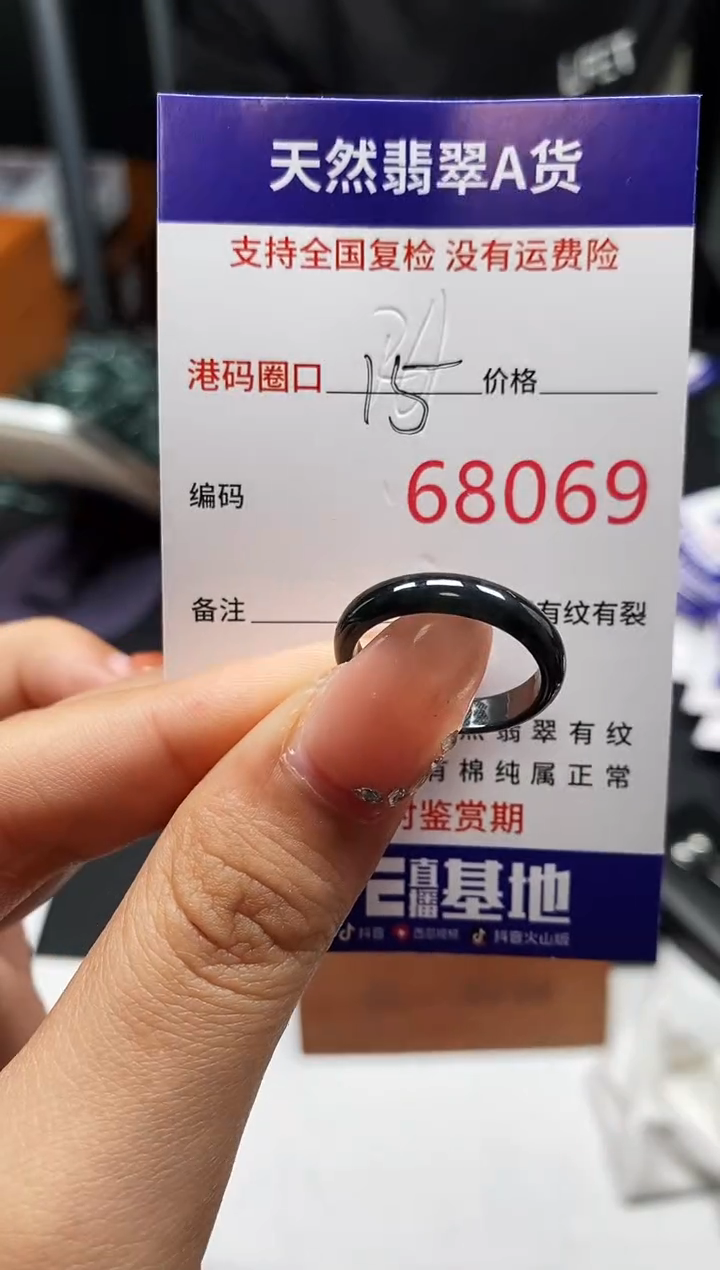 天然翡翠A货
支持全国复检 没有运费险
港码圈口 15 价格
编码 68069
备注 有纹有裂
翡翠有纹
有棉纯属正常
时鉴赏期
直播基地
抖音 西瓜视频 抖音火山版